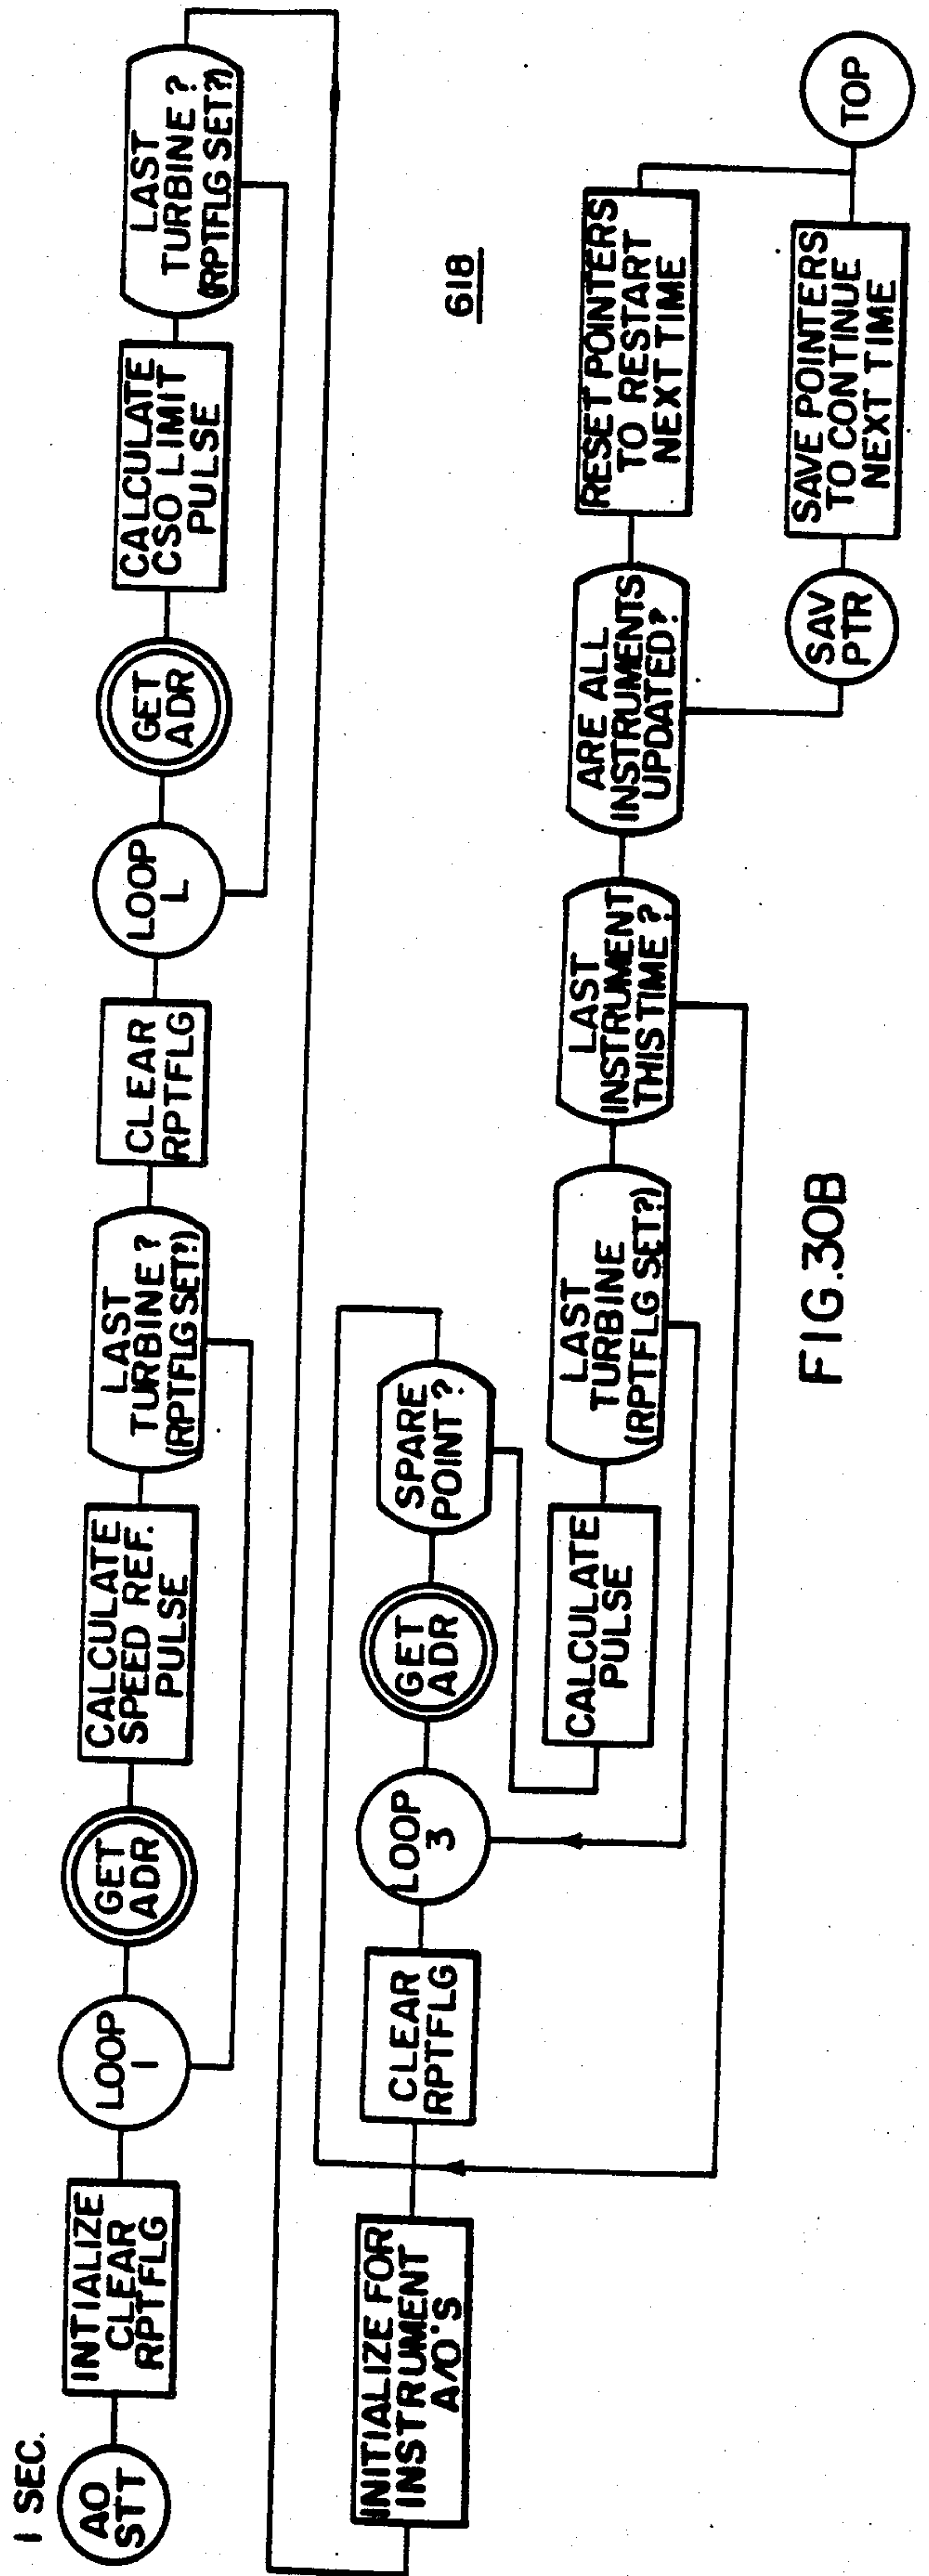 1 SEC.
AO
STT
INTIALIZE
CLEAR
RPTFLG
LOOP
1
GET
ADR
CALCULATE
SPEED REF.
PULSE
LAST
TURBINE?
(RPTFLG SET?)
CLEAR
RPTFLG
LOOP
L
GET
ADR
CALCULATE
CSO LIMIT
PULSE
LAST
TURBINE?
(RPTFLG SET?)
INITIALIZE FOR
INSTRUMENT
A/O'S
CLEAR
RPTFLG
LOOP
3
GET
ADR
SPARE
POINT?
618
CALCULATE
PULSE
LAST
TURBINE
(RPTFLG SET?)
LAST
INSTRUMENT
THIS TIME?
ARE ALL
INSTRUMENTS
UPDATED?
RESET POINTERS
TO RESTART
NEXT TIME
SAV
PTR
SAVE POINTERS
TO CONTINUE
NEXT TIME
TOP
FIG.30B